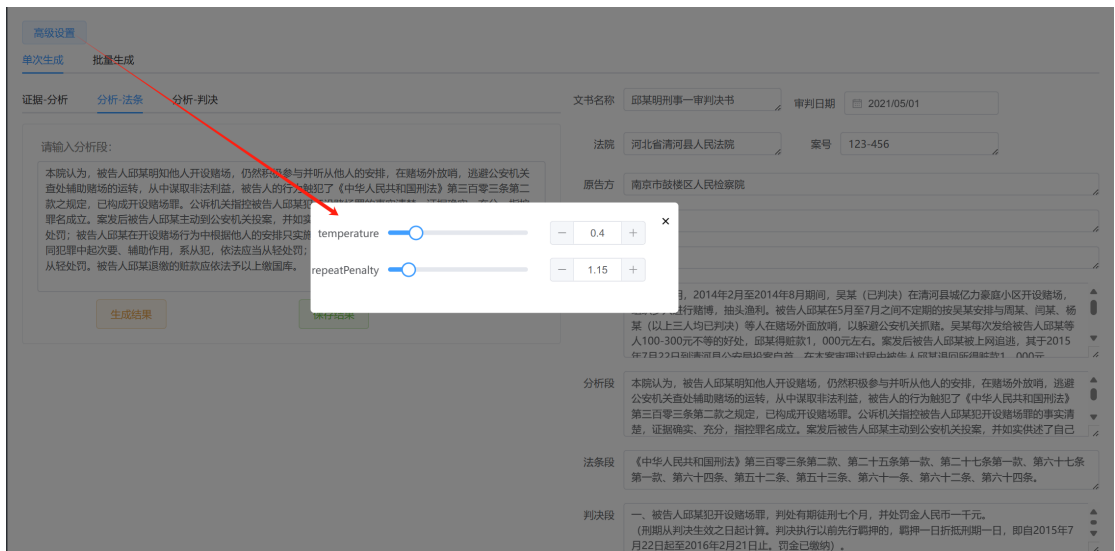 高级设置
单次生成 批量生成
证据-分析 分析-法条 分析-判决
请输入分析段:
本院认为，被告人邱某明知他人开设赌场，仍然积极参与并听从他人的安排，在赌场外放哨，逃避公安机关
查处辅助赌场的运转，从中谋取非法利益，被告人的行为触犯了《中华人民共和国刑法》第三百零三条第二
款之规定，已构成开设赌场罪。公诉机关指控被告人邱某犯开设赌场罪的事实清楚，证据确实、充分，指控
罪名成立。案发后被告人邱某主动到公安机关投案，并如实
处罚；被告人邱某在开设赌场行为中根据他人的安排只实施
同犯罪中起次要、辅助作用，系从犯，依法应当从轻处罚；
从轻处罚。被告人邱某退缴的赃款应依法予以上缴国库。
生成结果 保存结果
temperature 0.4
repeatPenalty 1.15
文书名称 邱某明刑事一审判决书 审判日期 2021/05/01
法院 河北省清河县人民法院 案号 123-456
原告方 南京市鼓楼区人民检察院
，2014年2月至2014年8月期间，吴某（已判决）在清河县城亿力豪庭小区开设赌场，
进行赌博，抽头渔利。被告人邱某在5月至7月之间不定期的按吴某安排与周某、闫某、杨
某（以上三人均已判决）等人在赌场外面放哨，以躲避公安机关抓赌。吴某每次发给被告人邱某等
人100-300元不等的好处，邱某得赃款1，000元左右。案发后被告人邱某被上网追逃，其于2015
年7月22日到清河县公安局投案自首，在本案审理过程中被告人邱某退回所得赃款1，000元
分析段 本院认为，被告人邱某明知他人开设赌场，仍然积极参与并听从他人的安排，在赌场外放哨，逃避
公安机关查处辅助赌场的运转，从中谋取非法利益，被告人的行为触犯了《中华人民共和国刑法》
第三百零三条第二款之规定，已构成开设赌场罪。公诉机关指控被告人邱某犯开设赌场罪的事实清
楚，证据确实、充分，指控罪名成立。案发后被告人邱某主动到公安机关投案，并如实供述了自己
法条段 《中华人民共和国刑法》第三百零三条第二款、第二十五条第一款、第二十七条第一款、第六十七条
第一款、第六十四条、第五十二条、第五十三条、第六十一条、第六十二条、第六十四条。
判决段 一、被告人邱某犯开设赌场罪，判处有期徒刑七个月，并处罚金人民币一千元。
（刑期从判决生效之日起计算。判决执行以前先行羁押的，羁押一日折抵刑期一日，即自2015年7
月22日起至2016年2月21日止。罚金已缴纳）。